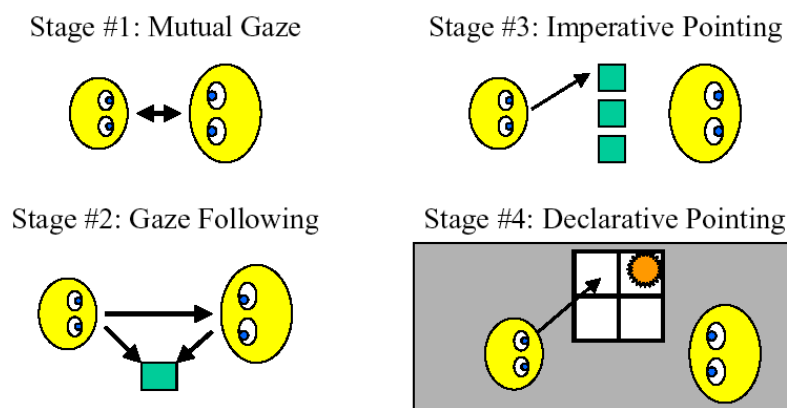 Stage #1: Mutual Gaze
Stage #3: Imperative Pointing
Stage #2: Gaze Following
Stage #4: Declarative Pointing